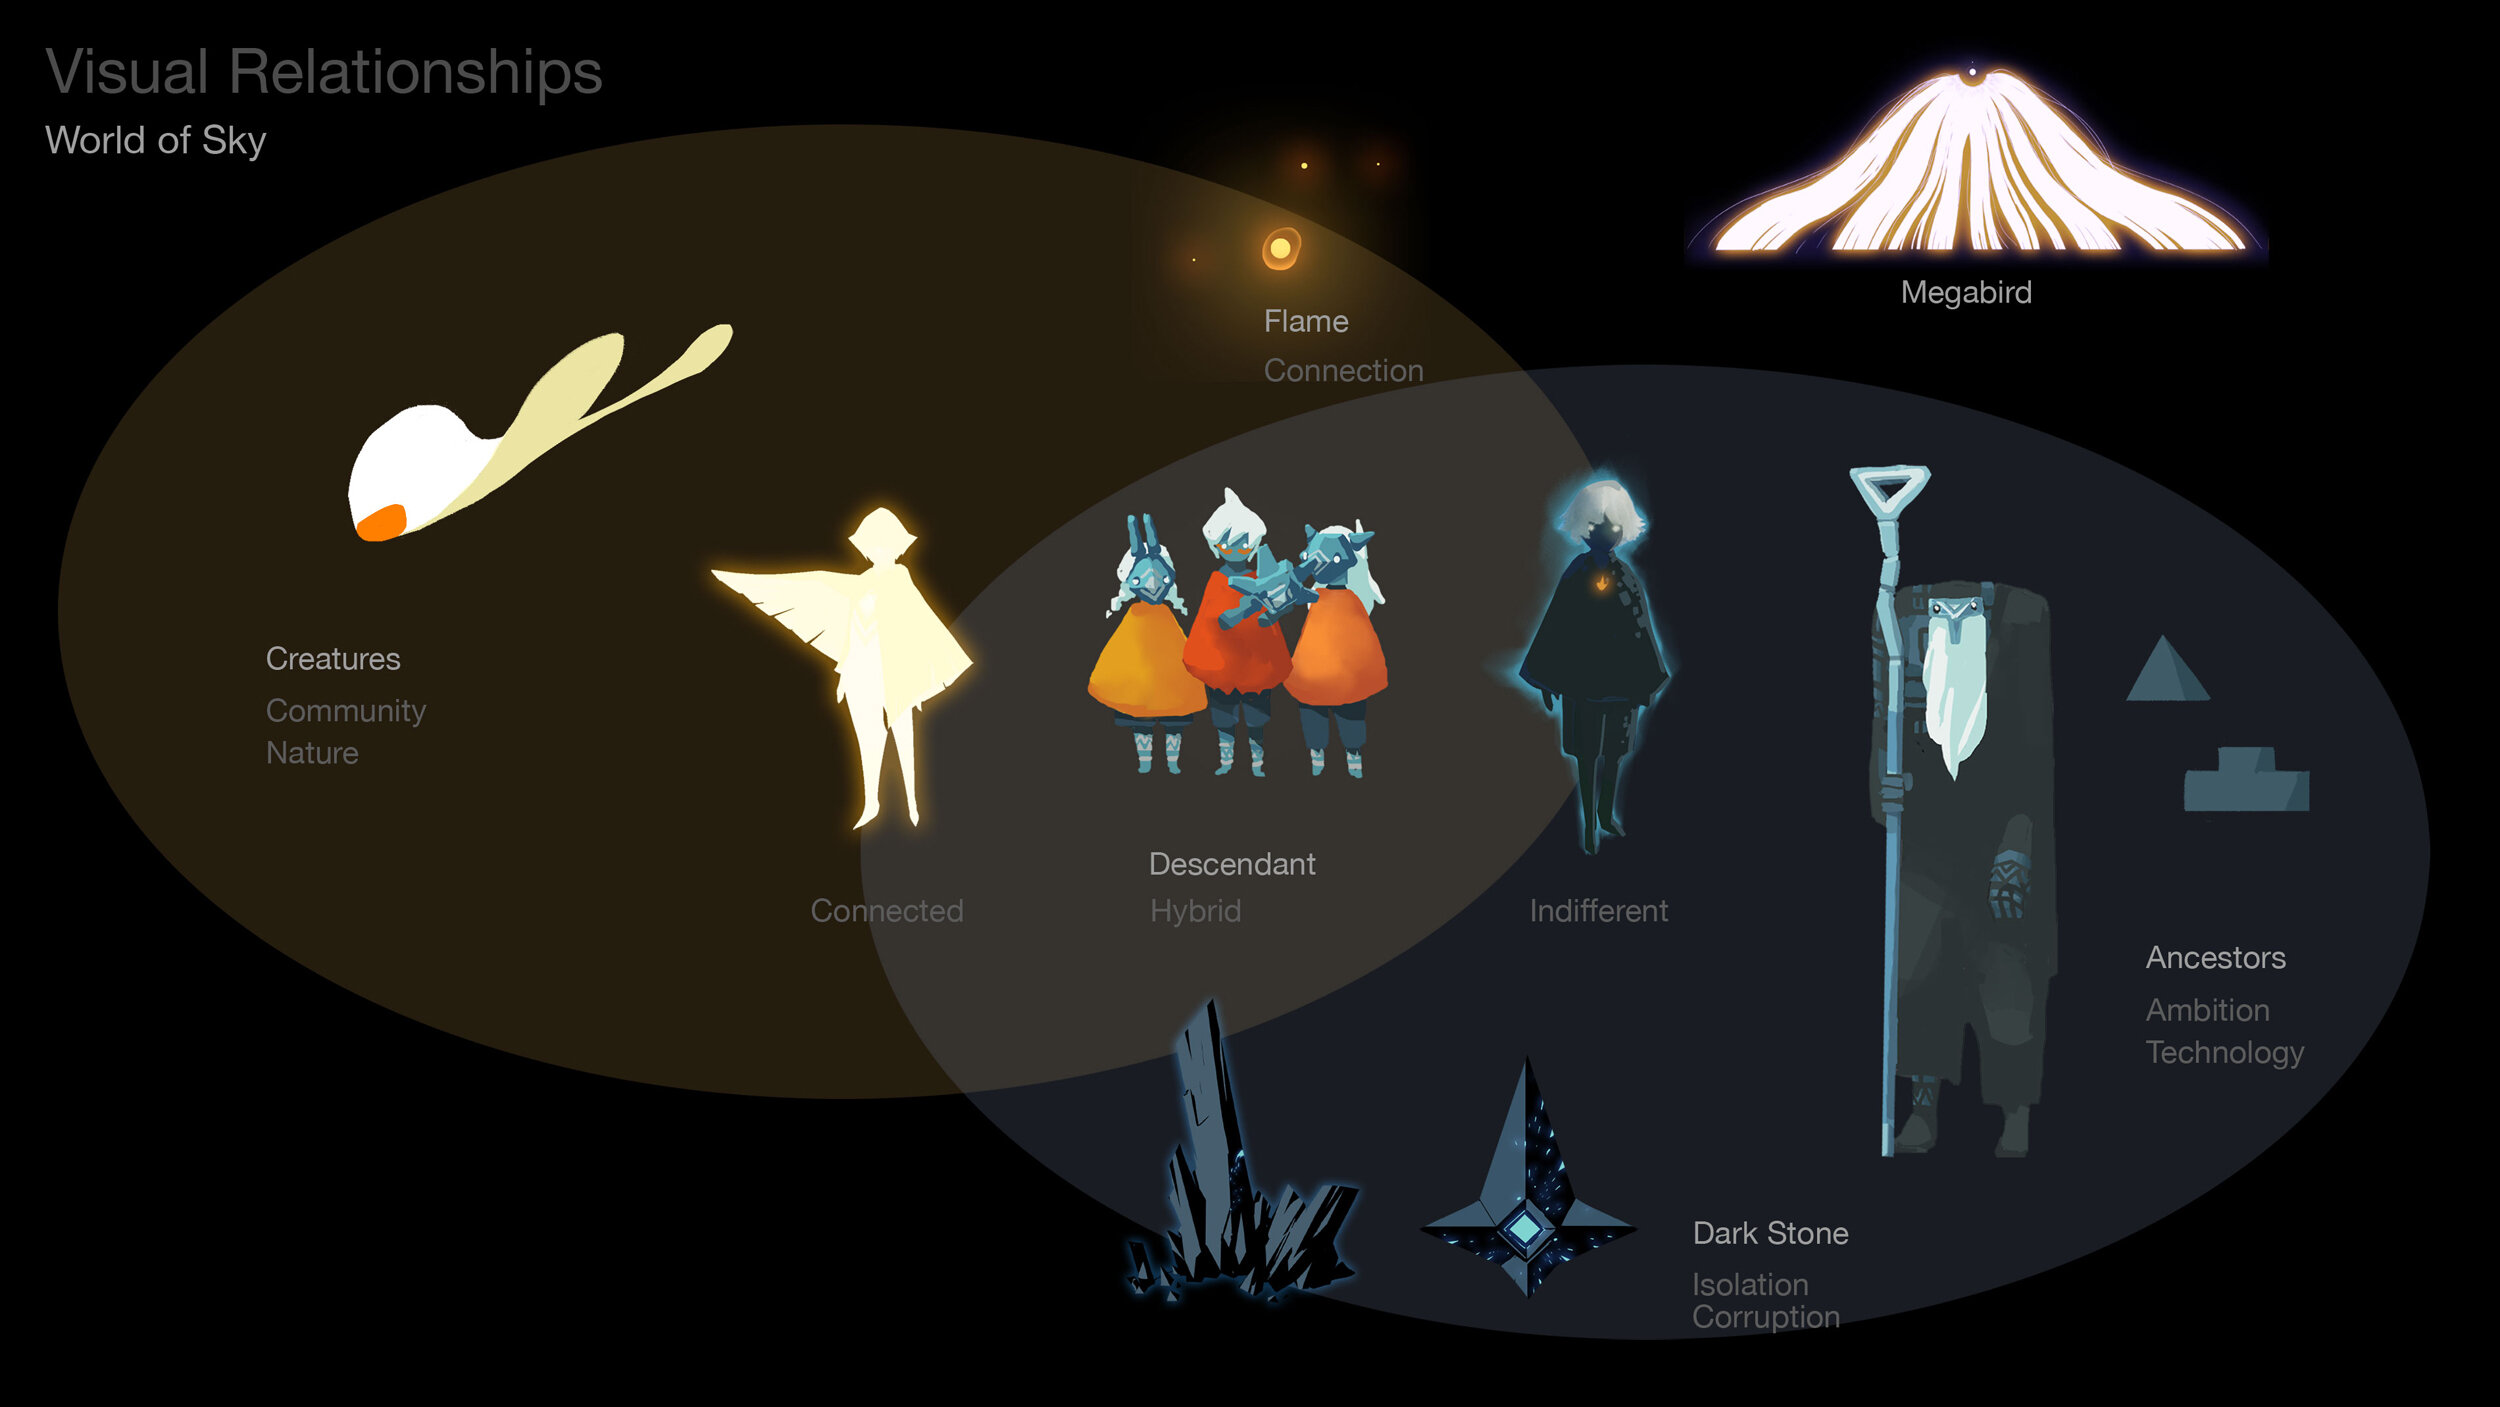 Visual Relationships
World of Sky
Megabird
Flame
Connection
Creatures
Community
Nature
Connected
Descendant
Hybrid
Indifferent
Ancestors
Ambition
Technology
Dark Stone
Isolation
Corruption